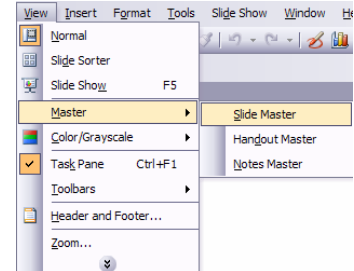 View Insert Format Tools Slide Show Window He
Normal
Slide Sorter
Slide Show F5
Master Slide Master
Color/Grayscale Handout Master
Task Pane Ctrl+F1 Notes Master
Toolbars
Header and Footer...
Zoom...